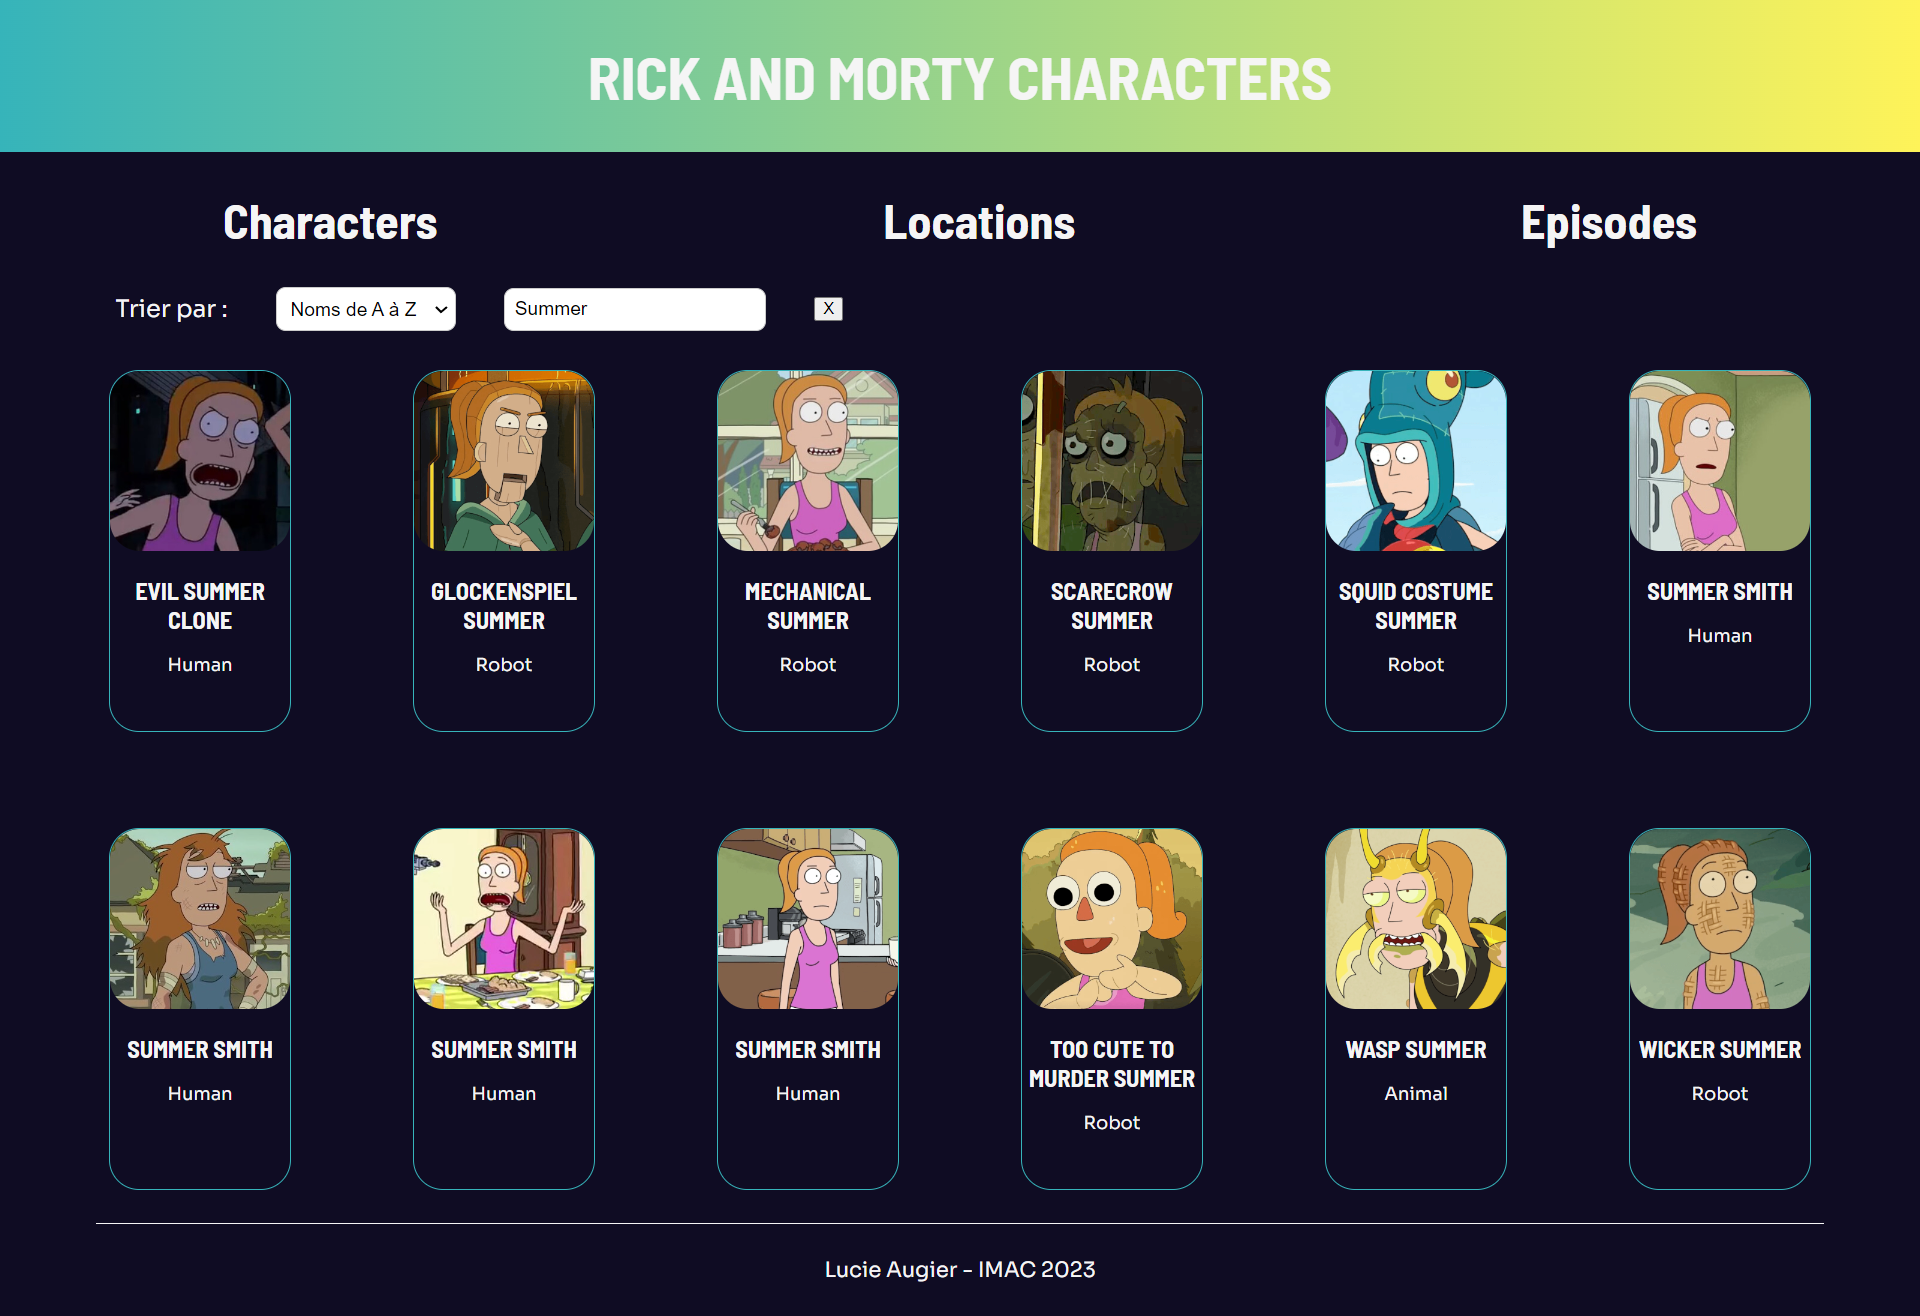 RICK AND MORTY CHARACTERS
Characters Locations Episodes
Trier par : Noms de A à Z Summer X
EVIL SUMMER
CLONE
Human
GLOCKENSPIEL
SUMMER
Robot
MECHANICAL
SUMMER
Robot
SCARECROW
SUMMER
Robot
SQUID COSTUME
SUMMER
Robot
SUMMER SMITH
Human
SUMMER SMITH
Human
SUMMER SMITH
Human
SUMMER SMITH
Human
TOO CUTE TO
MURDER SUMMER
Robot
WASP SUMMER
Animal
WICKER SUMMER
Robot
Lucie Augier - IMAC 2023